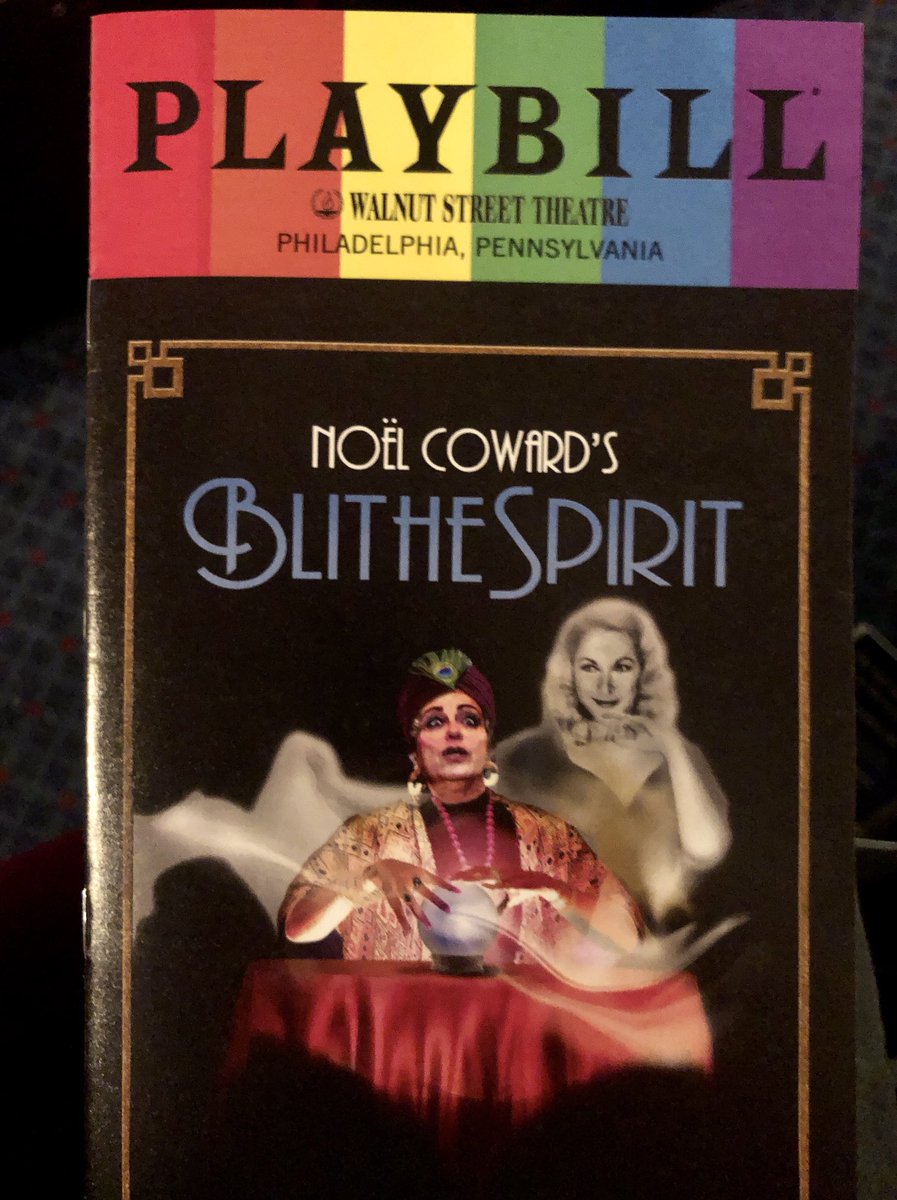 PLAYBILL®
WALNUT STREET THEATRE
PHILADELPHIA, PENNSYLVANIA
NOËL COWARD'S
BLITHE SPIRIT